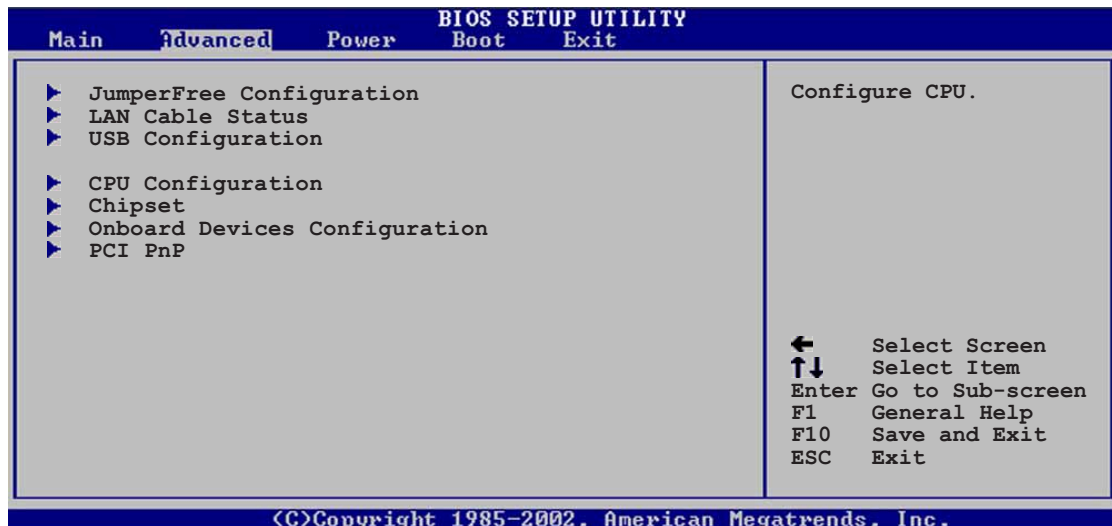 BIOS SETUP UTILITY
Main Advanced Power Boot Exit
JumperFree Configuration
LAN Cable Status
USB Configuration
CPU Configuration
Chipset
Onboard Devices Configuration
PCI PnP
Configure CPU.
← Select Screen
↑↓ Select Item
Enter Go to Sub-screen
F1 General Help
F10 Save and Exit
ESC Exit
(C)Copyright 1985-2002, American Megatrends, Inc.